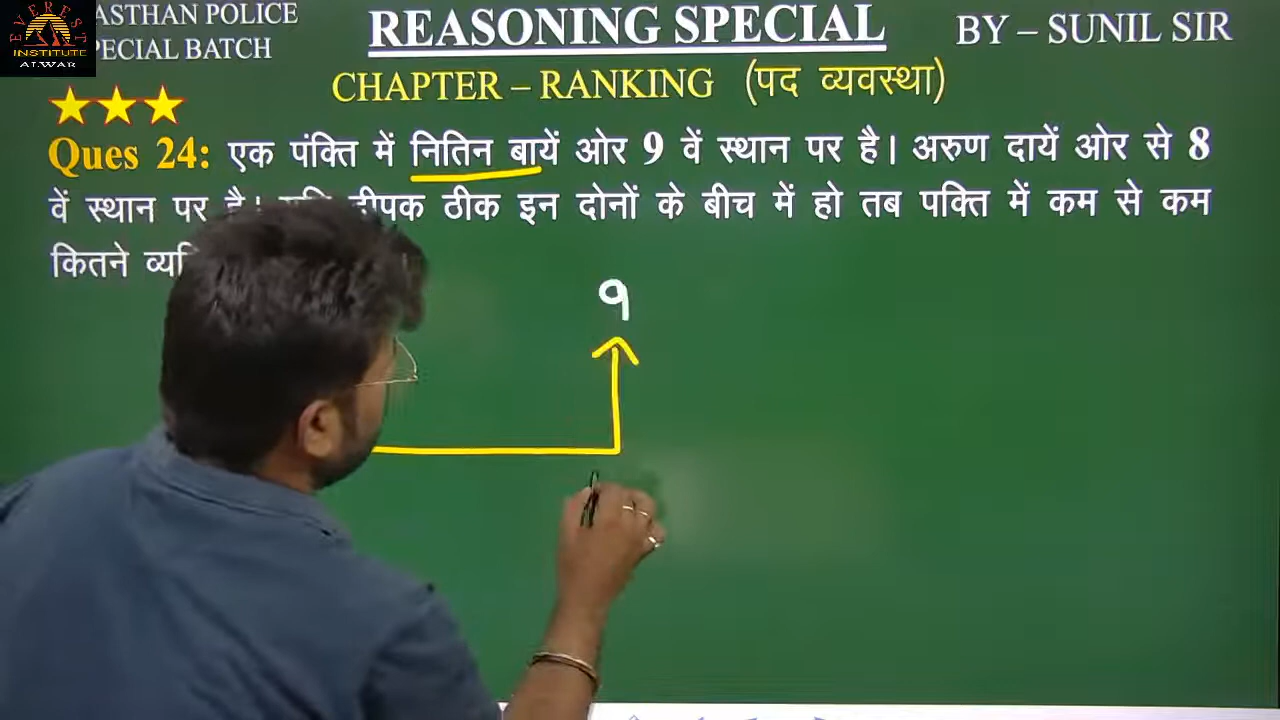 EVEREST
INSTITUTE
ALWAR
ASTHAN POLICE
PECIAL BATCH
REASONING SPECIAL
BY – SUNIL SIR
CHAPTER – RANKING (पद व्यवस्था)
Ques 24: एक पंक्ति में नितिन बायें ओर 9 वें स्थान पर है। अरुण दायें ओर से 8
वें स्थान पर है। दीपक ठीक इन दोनों के बीच में हो तब पक्ति में कम से कम
कितने
9